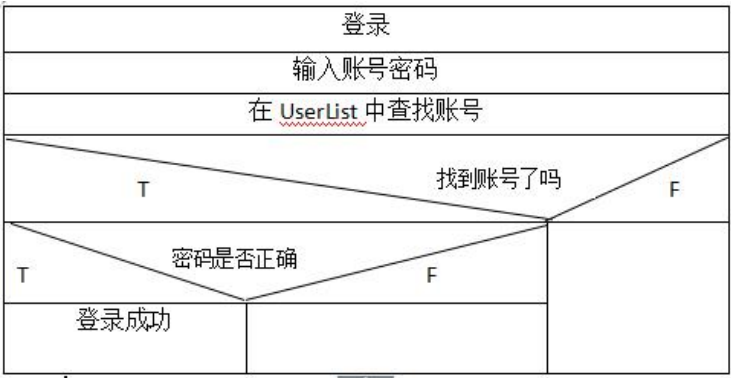 登录
输入账号密码
在 UserList 中查找账号
找到账号了吗
T
F
密码是否正确
T
F
登录成功